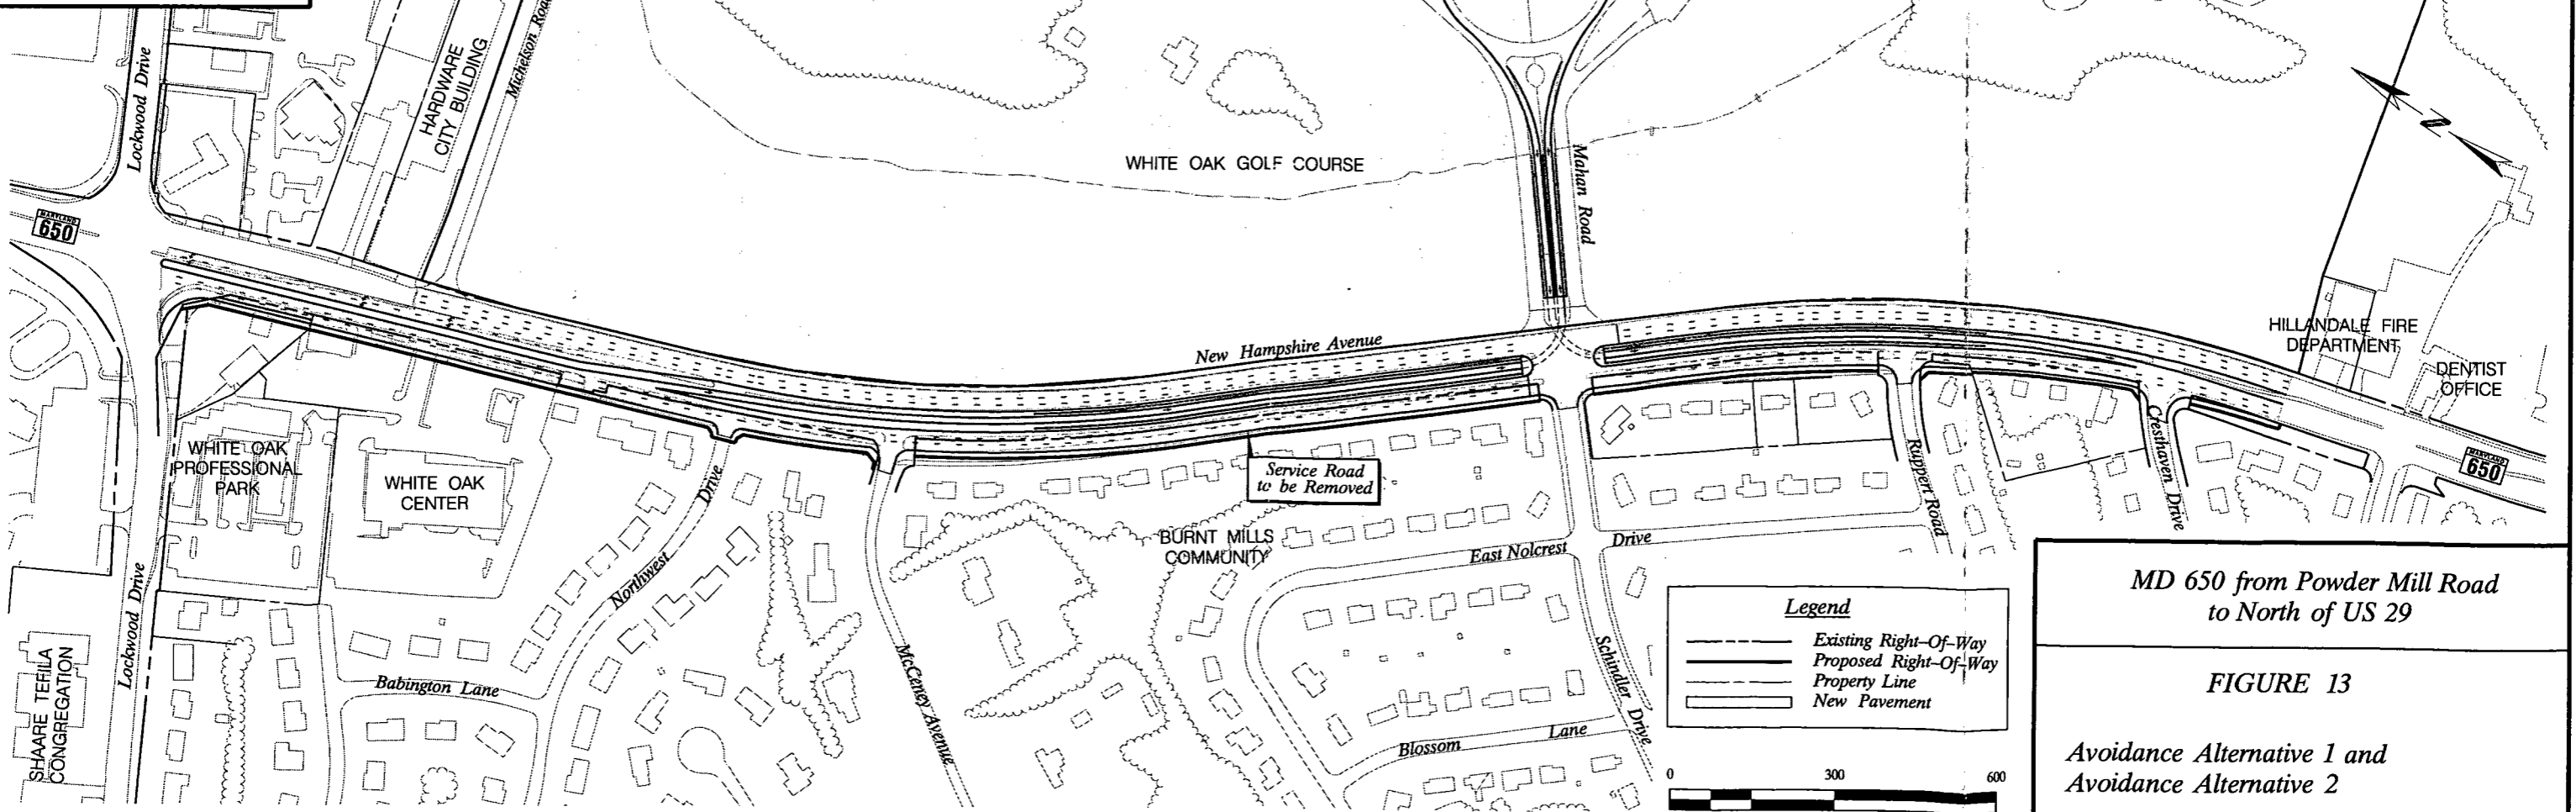 Lockwood Drive
HARDWARE
CITY BUILDING
Michelson Road
MARYLAND
650
WHITE OAK GOLF COURSE
Mahan Road
N
New Hampshire Avenue
HILLANDALE FIRE
DEPARTMENT
DENTIST
OFFICE
MARYLAND
650
WHITE OAK
PROFESSIONAL
PARK
WHITE OAK
CENTER
Service Road
to be Removed
BURNT MILLS
COMMUNITY
Northwest Drive
East Nolcrest Drive
Ruppert Road
Cresthaven Drive
Lockwood Drive
SHAARE TEFILA
CONGREGATION
Babington Lane
McCeney Avenue
Schindler Drive
Blossom Lane
Legend
Existing Right-Of-Way
Proposed Right-Of-Way
Property Line
New Pavement
0 300 600
MD 650 from Powder Mill Road
to North of US 29
FIGURE 13
Avoidance Alternative 1 and
Avoidance Alternative 2